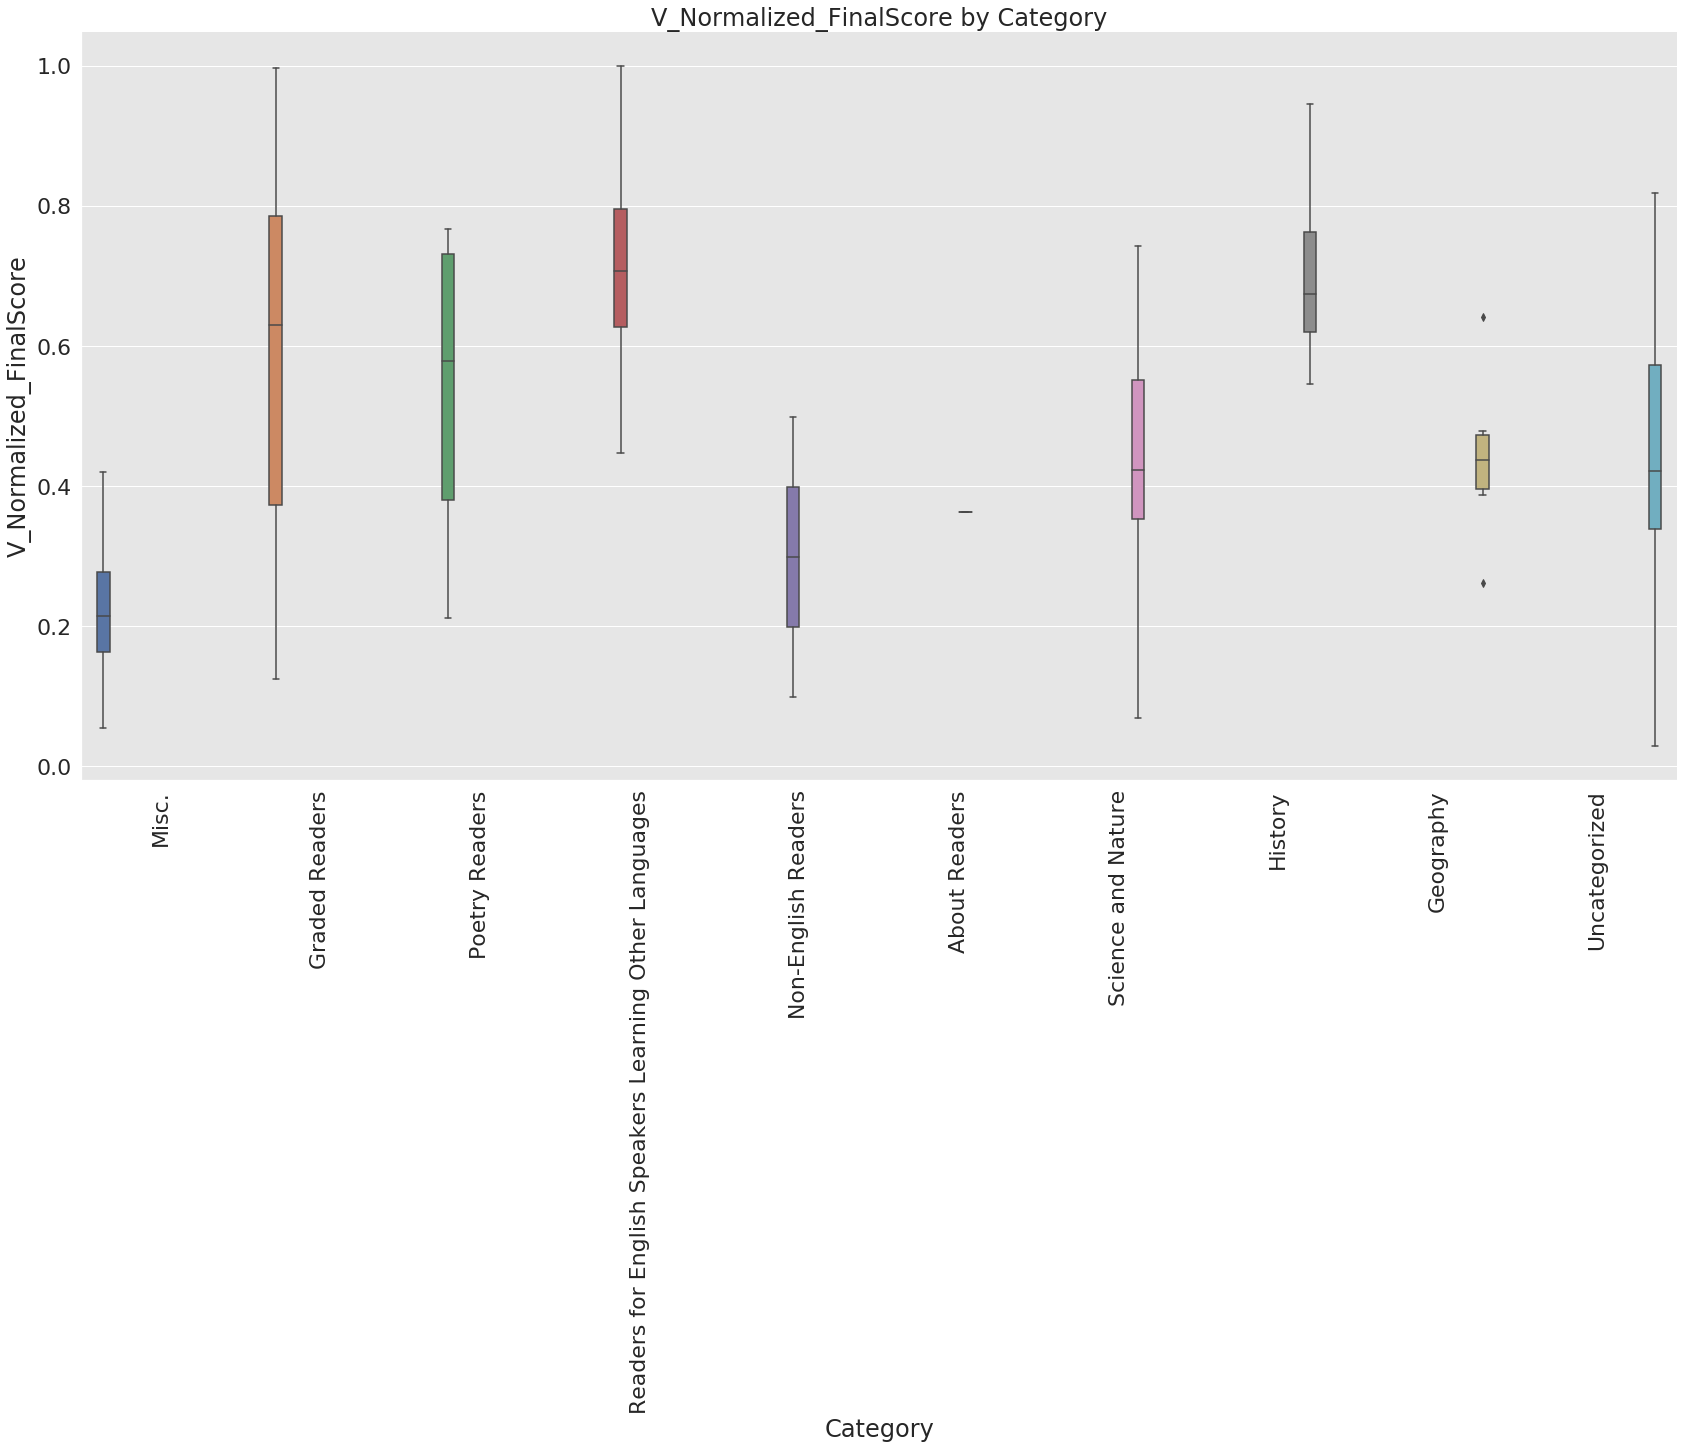 V_Normalized_FinalScore by Category
V_Normalized_FinalScore
1.0
0.8
0.6
0.4
0.2
0.0
Misc.
Graded Readers
Poetry Readers
Readers for English Speakers Learning Other Languages
Non-English Readers
About Readers
Science and Nature
History
Geography
Uncategorized
Category